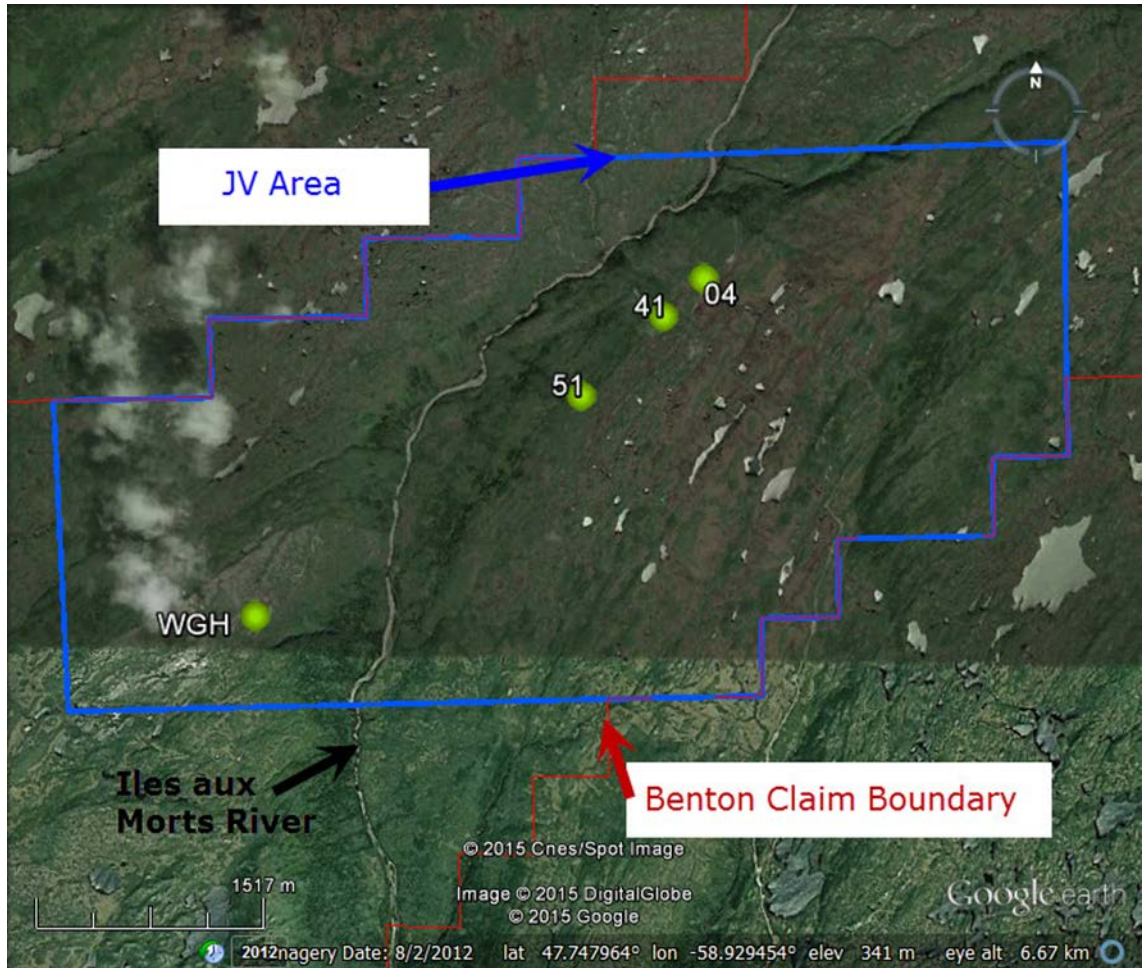 N
JV Area
04
41
51
WGH
Iles aux
Morts River
Benton Claim Boundary
© 2015 Cnes/Spot Image
1517 m
Image © 2015 DigitalGlobe
© 2015 Google
Google earth
2012 Imagery Date: 8/2/2012 lat 47.747964° lon -58.929454° elev 341 m eye alt 6.67 km